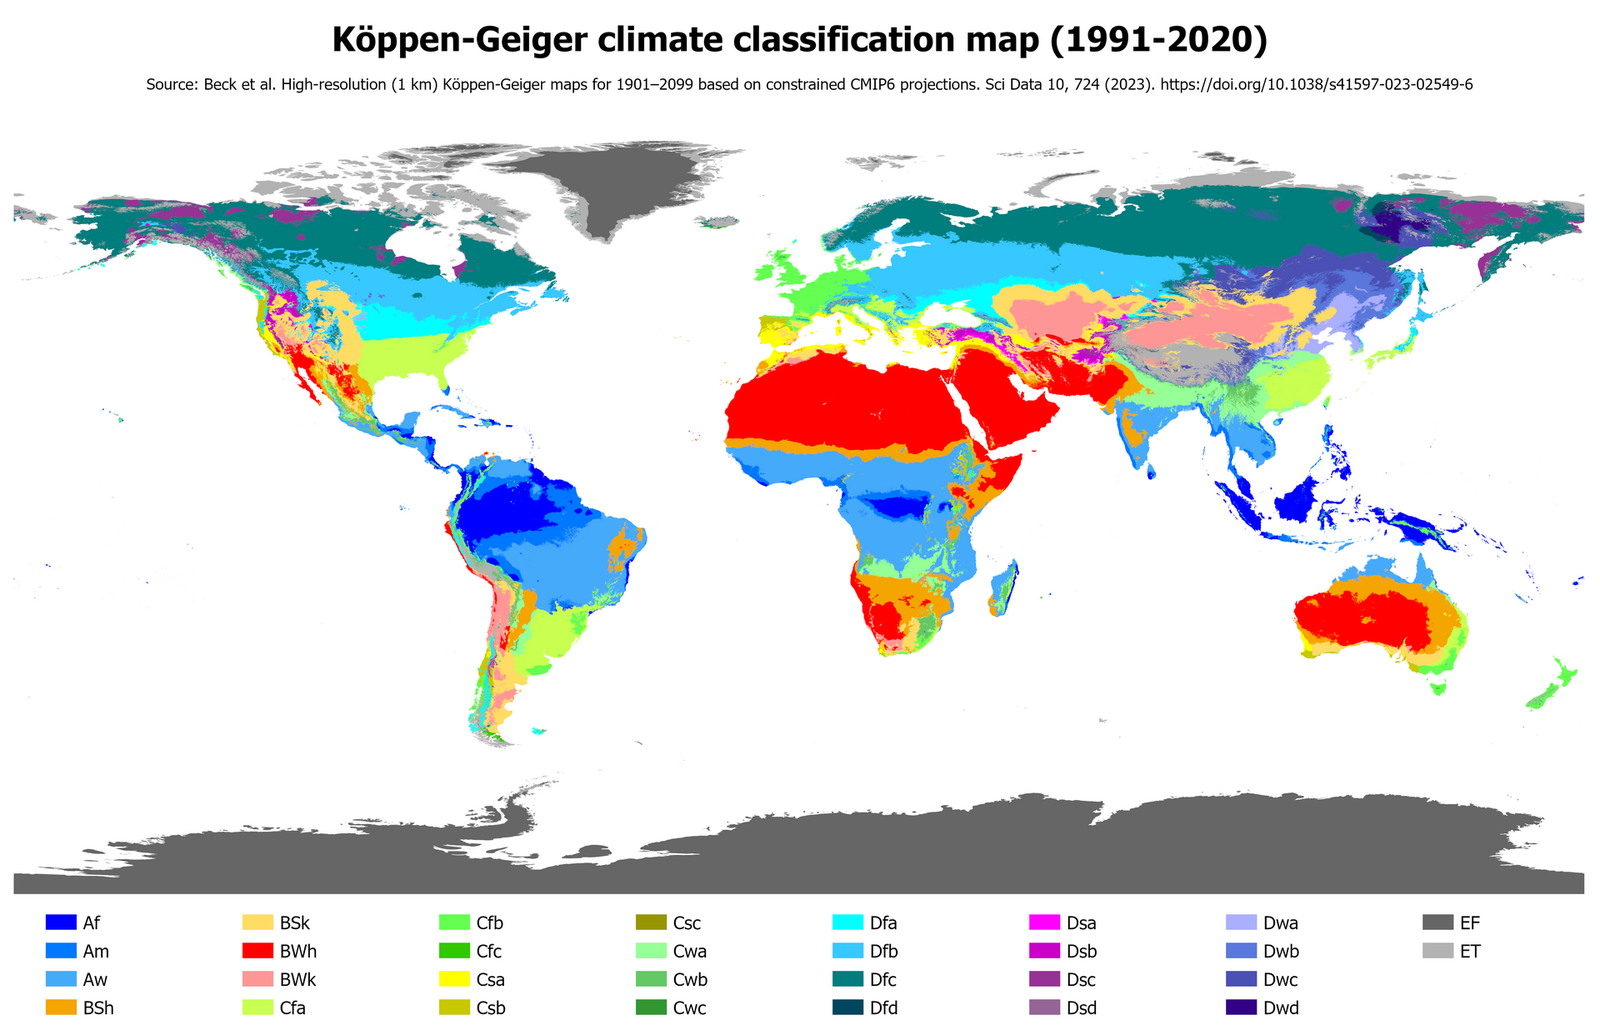 Köppen-Geiger climate classification map (1991-2020)
Source: Beck et al. High-resolution (1 km) Köppen-Geiger maps for 1901–2099 based on constrained CMIP6 projections. Sci Data 10, 724 (2023). https://doi.org/10.1038/s41597-023-02549-6
Af BSk Cfb Csc Dfa Dsa Dwa EF
Am BWh Cfc Cwa Dfb Dsb Dwb ET
Aw BWk Csa Cwb Dfc Dsc Dwc
BSh Cfa Csb Cwc Dfd Dsd Dwd